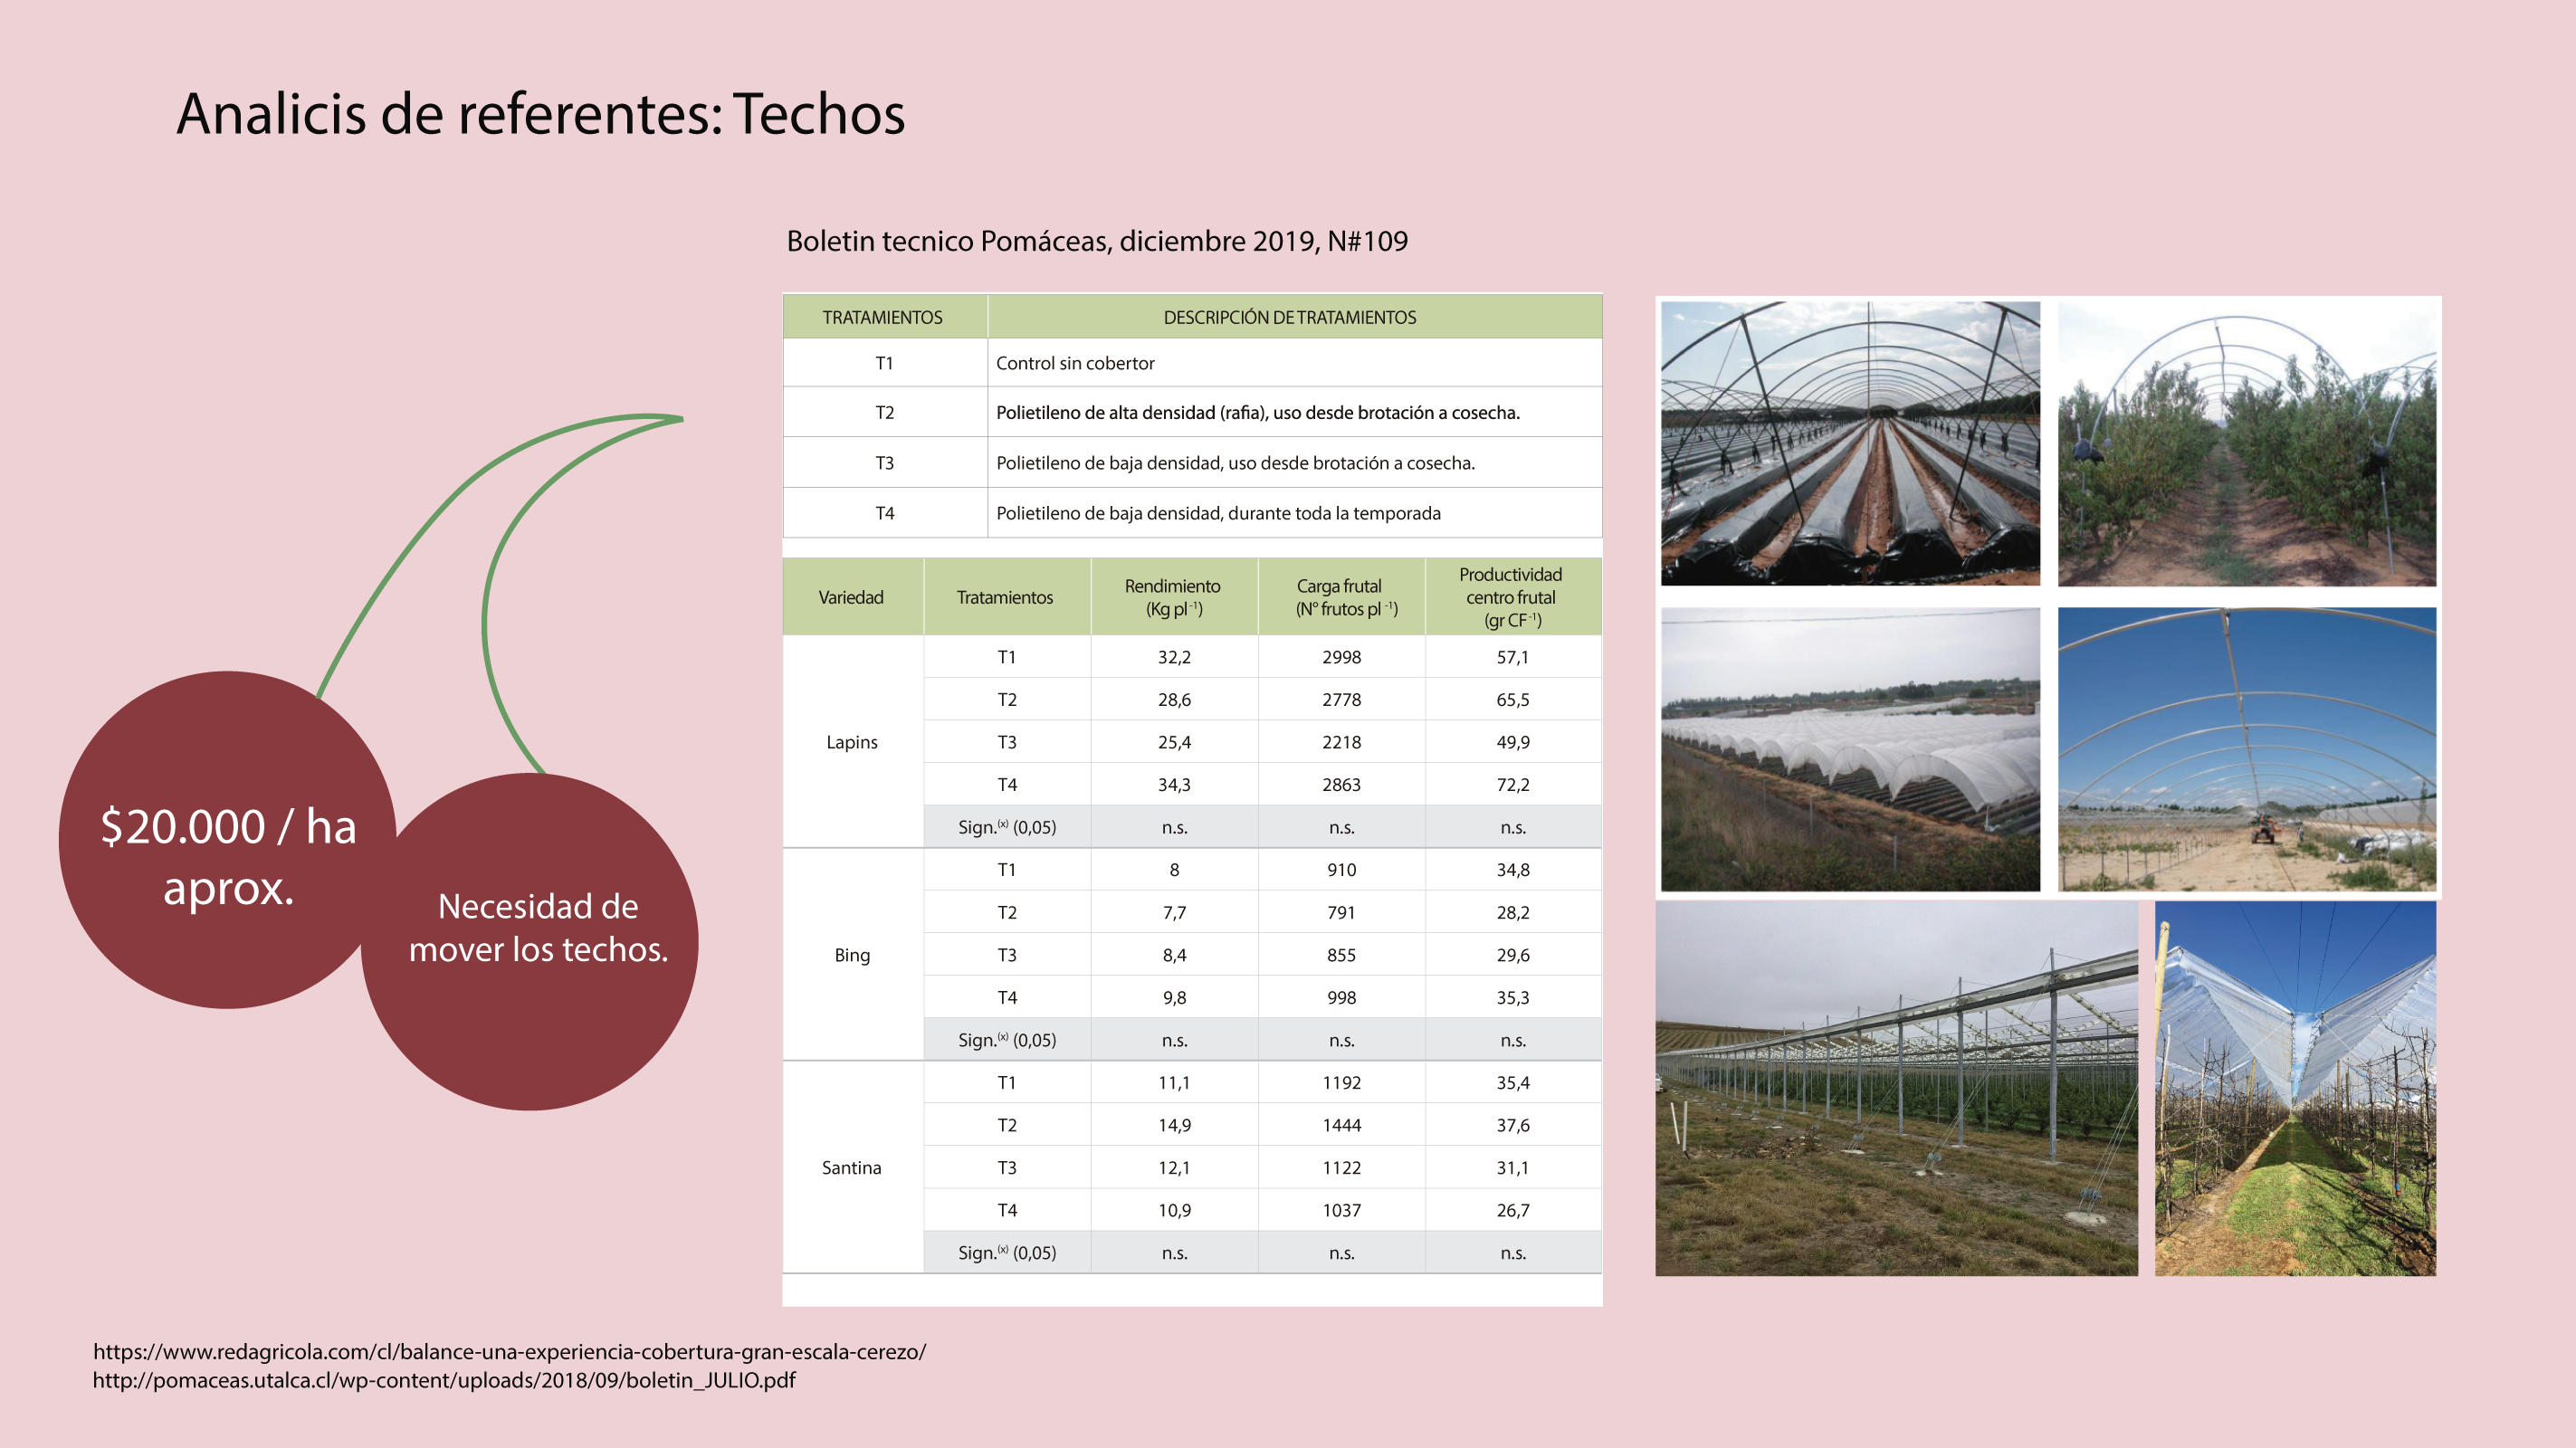 Analicis de referentes: Techos
Boletin tecnico Pomáceas, diciembre 2019, N#109
TRATAMIENTOS DESCRIPCIÓN DE TRATAMIENTOS
T1 Control sin cobertor
T2 Polietileno de alta densidad (rafia), uso desde brotación a cosecha.
T3 Polietileno de baja densidad, uso desde brotación a cosecha.
T4 Polietileno de baja densidad, durante toda la temporada
Variedad Tratamientos Rendimiento (Kg pl⁻¹) Carga frutal (N° frutos pl⁻¹) Productividad centro frutal (gr CF⁻¹)
Lapins
T1 32,2 2998 57,1
T2 28,6 2778 65,5
T3 25,4 2218 49,9
T4 34,3 2863 72,2
Sign.⁽ˣ⁾ (0,05) n.s. n.s. n.s.
Bing
T1 8 910 34,8
T2 7,7 791 28,2
T3 8,4 855 29,6
T4 9,8 998 35,3
Sign.⁽ˣ⁾ (0,05) n.s. n.s. n.s.
Santina
T1 11,1 1192 35,4
T2 14,9 1444 37,6
T3 12,1 1122 31,1
T4 10,9 1037 26,7
Sign.⁽ˣ⁾ (0,05) n.s. n.s. n.s.
$20.000 / ha
aprox.
Necesidad de
mover los techos.
https://www.redagricola.com/cl/balance-una-experiencia-cobertura-gran-escala-cerezo/
http://pomaceas.utalca.cl/wp-content/uploads/2018/09/boletin_JULIO.pdf